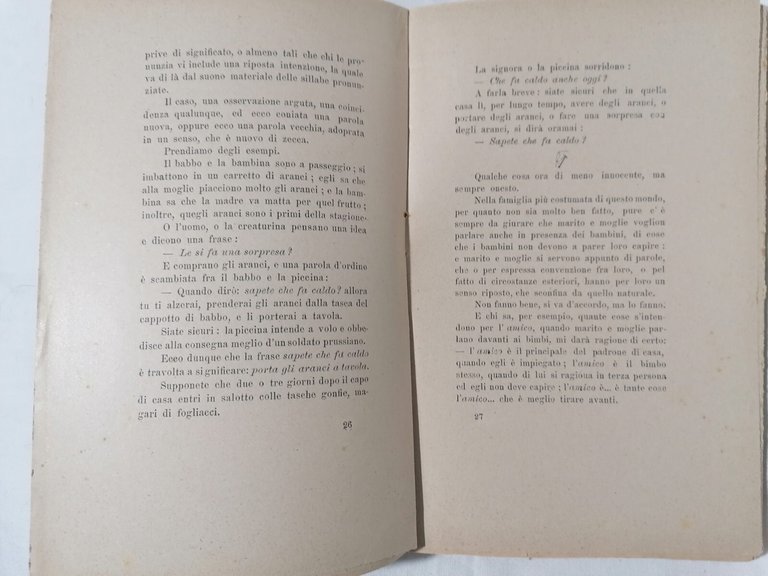 prive di significato, o almeno tali che chi le pro-
nunzia vi include una riposta intenzione, la quale
va di là dal suono materiale delle sillabe pronun-
ziate.
Il caso, una osservazione arguta, una coinci-
denza qualunque, ed ecco coniata una parola
nuova, oppure ecco una parola vecchia, adoprata
in un senso, che è nuovo di zecca.
Prendiamo degli esempi.
Il babbo e la bambina sono a passeggio; si
imbattono in un carretto di aranci; egli sa che
alla moglie piacciono molto gli aranci; e la bam-
bina sa che la madre va matta per quel frutto;
inoltre, quegli aranci sono i primi della stagione.
O l'uomo, o la creaturina pensano una idea
e dicono una frase:
— Le si fa una sorpresa?
E comprano gli aranci, e una parola d'ordine
è scambiata fra il babbo e la piccina:
— Quando dirò: sapete che fa caldo? allora
tu ti alzerai, prenderai gli aranci dalla tasca del
cappotto di babbo, e li porterai a tavola.
Siate sicuri: la piccina intende a volo e obbe-
disce alla consegna meglio d'un soldato prussiano.
Ecco dunque che la frase sapete che fa caldo
è travolta a significare: porta gli aranci a tavola.
Supponete che due o tre giorni dopo il capo
di casa entri in salotto colle tasche gonfie, ma-
gari di fogliacci.
26
La signora o la piccina sorridono:
— Che fa caldo anche oggi?
A farla breve: siate sicuri che in quella
casa lì, per lungo tempo, avere degli aranci, o
portare degli aranci, o fare una sorpresa con
degli aranci, si dirà oramai:
— Sapete che fa caldo?
Qualche cosa ora di meno innocente, ma
sempre onesto.
Nella famiglia più costumata di questo mondo,
per quanto non sia molto ben fatto, pure c'è
sempre da giurare che marito e moglie voglion
parlare anche in presenza dei bambini, di cose
che i bambini non devono a parer loro capire:
e marito e moglie si servono appunto di parole,
che o per espressa convenzione fra loro, o pel
fatto di circostanze esteriori, hanno per loro un
senso riposto, che sconfina da quello naturale.
Non fanno bene, si va d'accordo, ma lo fanno.
E chi sa, per esempio, quante cose s'inten-
dono per l'amico, quando marito e moglie par-
lano davanti ai bimbi, mi darà ragione di certo:
— l'amico è il principale del padrone di casa,
quando egli è impiegato; l'amico è il bimbo
stesso, quando di lui si ragiona in terza persona
ed egli non deve capire; l'amico è... è tante cose
l'amico... che è meglio tirare avanti.
27